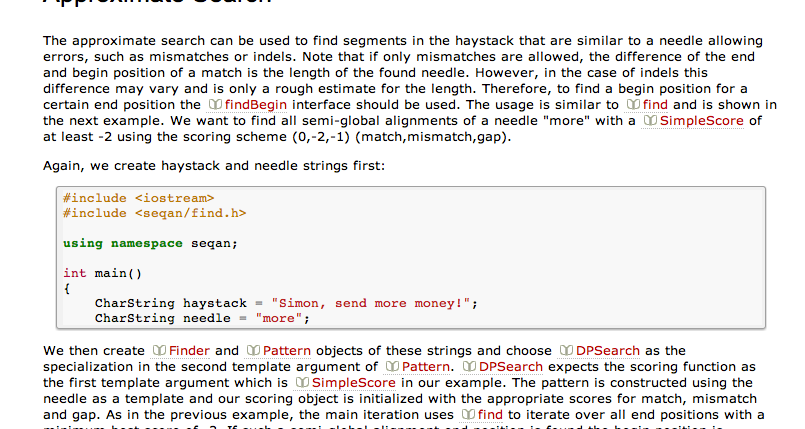 Approximate Search
The approximate search can be used to find segments in the haystack that are similar to a needle allowing
errors, such as mismatches or indels. Note that if only mismatches are allowed, the difference of the end
and begin position of a match is the length of the found needle. However, in the case of indels this
difference may vary and is only a rough estimate for the length. Therefore, to find a begin position for a
certain end position the findBegin interface should be used. The usage is similar to find and is shown in
the next example. We want to find all semi-global alignments of a needle "more" with a SimpleScore of
at least -2 using the scoring scheme (0,-2,-1) (match,mismatch,gap).
Again, we create haystack and needle strings first:
#include <iostream>
#include <seqan/find.h>
using namespace seqan;
int main()
{
CharString haystack = "Simon, send more money!";
CharString needle = "more";
We then create Finder and Pattern objects of these strings and choose DPSearch as the
specialization in the second template argument of Pattern. DPSearch expects the scoring function as
the first template argument which is SimpleScore in our example. The pattern is constructed using the
needle as a template and our scoring object is initialized with the appropriate scores for match, mismatch
and gap. As in the previous example, the main iteration uses find to iterate over all end positions with a